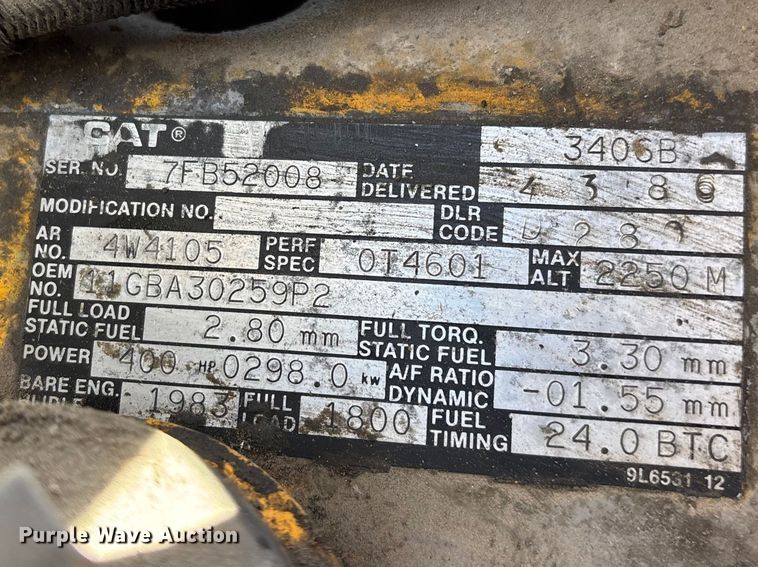 CAT® 3406B
SER. NO. 7FB52008 DATE DELIVERED 4 3 86
MODIFICATION NO. DLR CODE
AR NO. 4W4105 PERF SPEC 0T4601 MAX ALT 2250 M
OEM NO. 11GBA30259P2
FULL LOAD STATIC FUEL 2.80 mm FULL TORQ. STATIC FUEL 3.30 mm
POWER 400 HP 0298.0 kW A/F RATIO DYNAMIC -01.55 mm
BARE ENG. HI IDLE 1983 FULL LOAD 1800 FUEL TIMING 24.0 BTC
9L6531 12
Purple Wave Auction